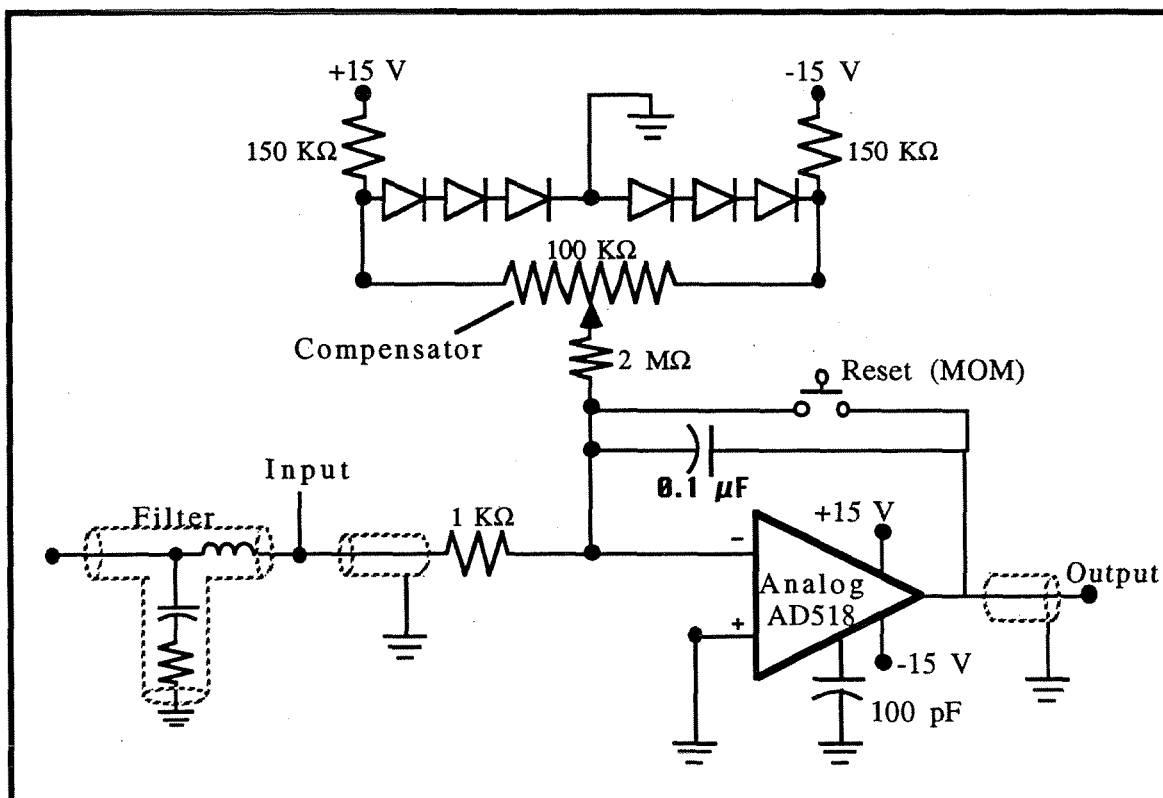 +15 V
-15 V
150 KΩ
150 KΩ
100 KΩ
Compensator
2 MΩ
Reset (MOM)
Input
0.1 µF
Filter
1 KΩ
+15 V
−
Analog
AD518
+
Output
-15 V
100 pF